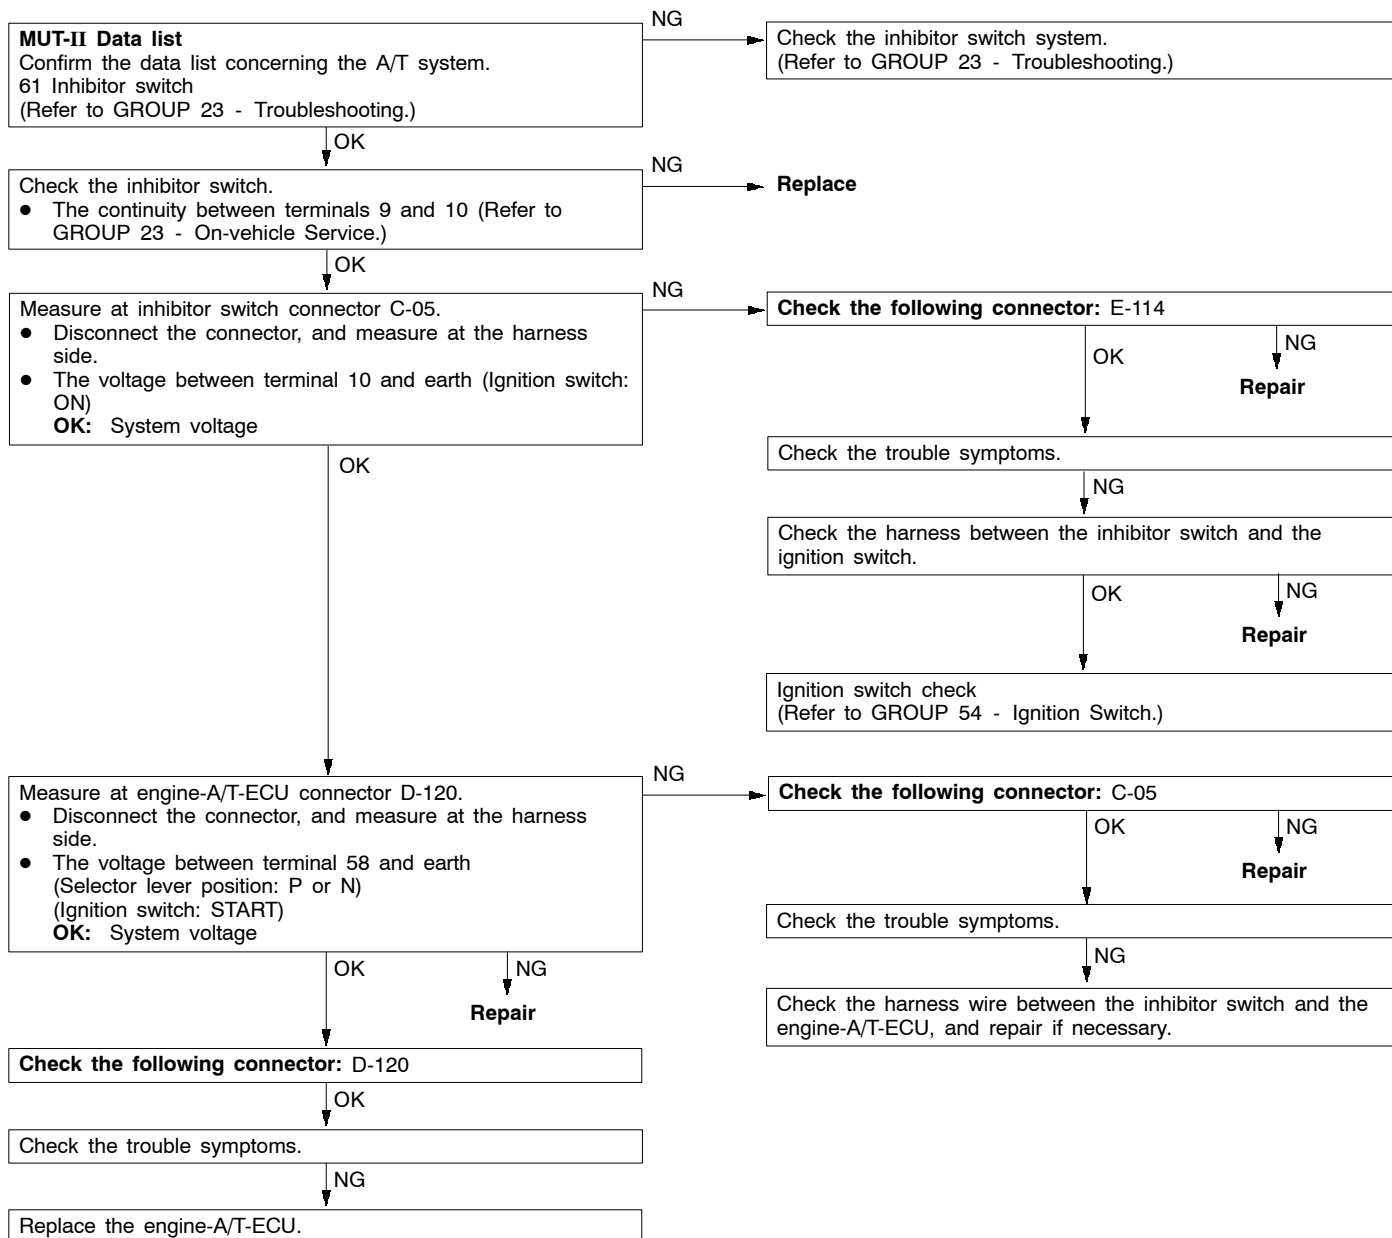 MUT-II Data list
Confirm the data list concerning the A/T system.
61 Inhibitor switch
(Refer to GROUP 23 - Troubleshooting.)
NG
Check the inhibitor switch system.
(Refer to GROUP 23 - Troubleshooting.)
OK
Check the inhibitor switch.
● The continuity between terminals 9 and 10 (Refer to
GROUP 23 - On-vehicle Service.)
NG
Replace
OK
Measure at inhibitor switch connector C-05.
● Disconnect the connector, and measure at the harness
side.
● The voltage between terminal 10 and earth (Ignition switch:
ON)
OK: System voltage
NG
Check the following connector: E-114
OK
NG
Repair
Check the trouble symptoms.
NG
Check the harness between the inhibitor switch and the
ignition switch.
OK
NG
Repair
Ignition switch check
(Refer to GROUP 54 - Ignition Switch.)
OK
Measure at engine-A/T-ECU connector D-120.
● Disconnect the connector, and measure at the harness
side.
● The voltage between terminal 58 and earth
(Selector lever position: P or N)
(Ignition switch: START)
OK: System voltage
NG
Check the following connector: C-05
OK
NG
Repair
Check the trouble symptoms.
NG
Check the harness wire between the inhibitor switch and the
engine-A/T-ECU, and repair if necessary.
OK
NG
Repair
Check the following connector: D-120
OK
Check the trouble symptoms.
NG
Replace the engine-A/T-ECU.